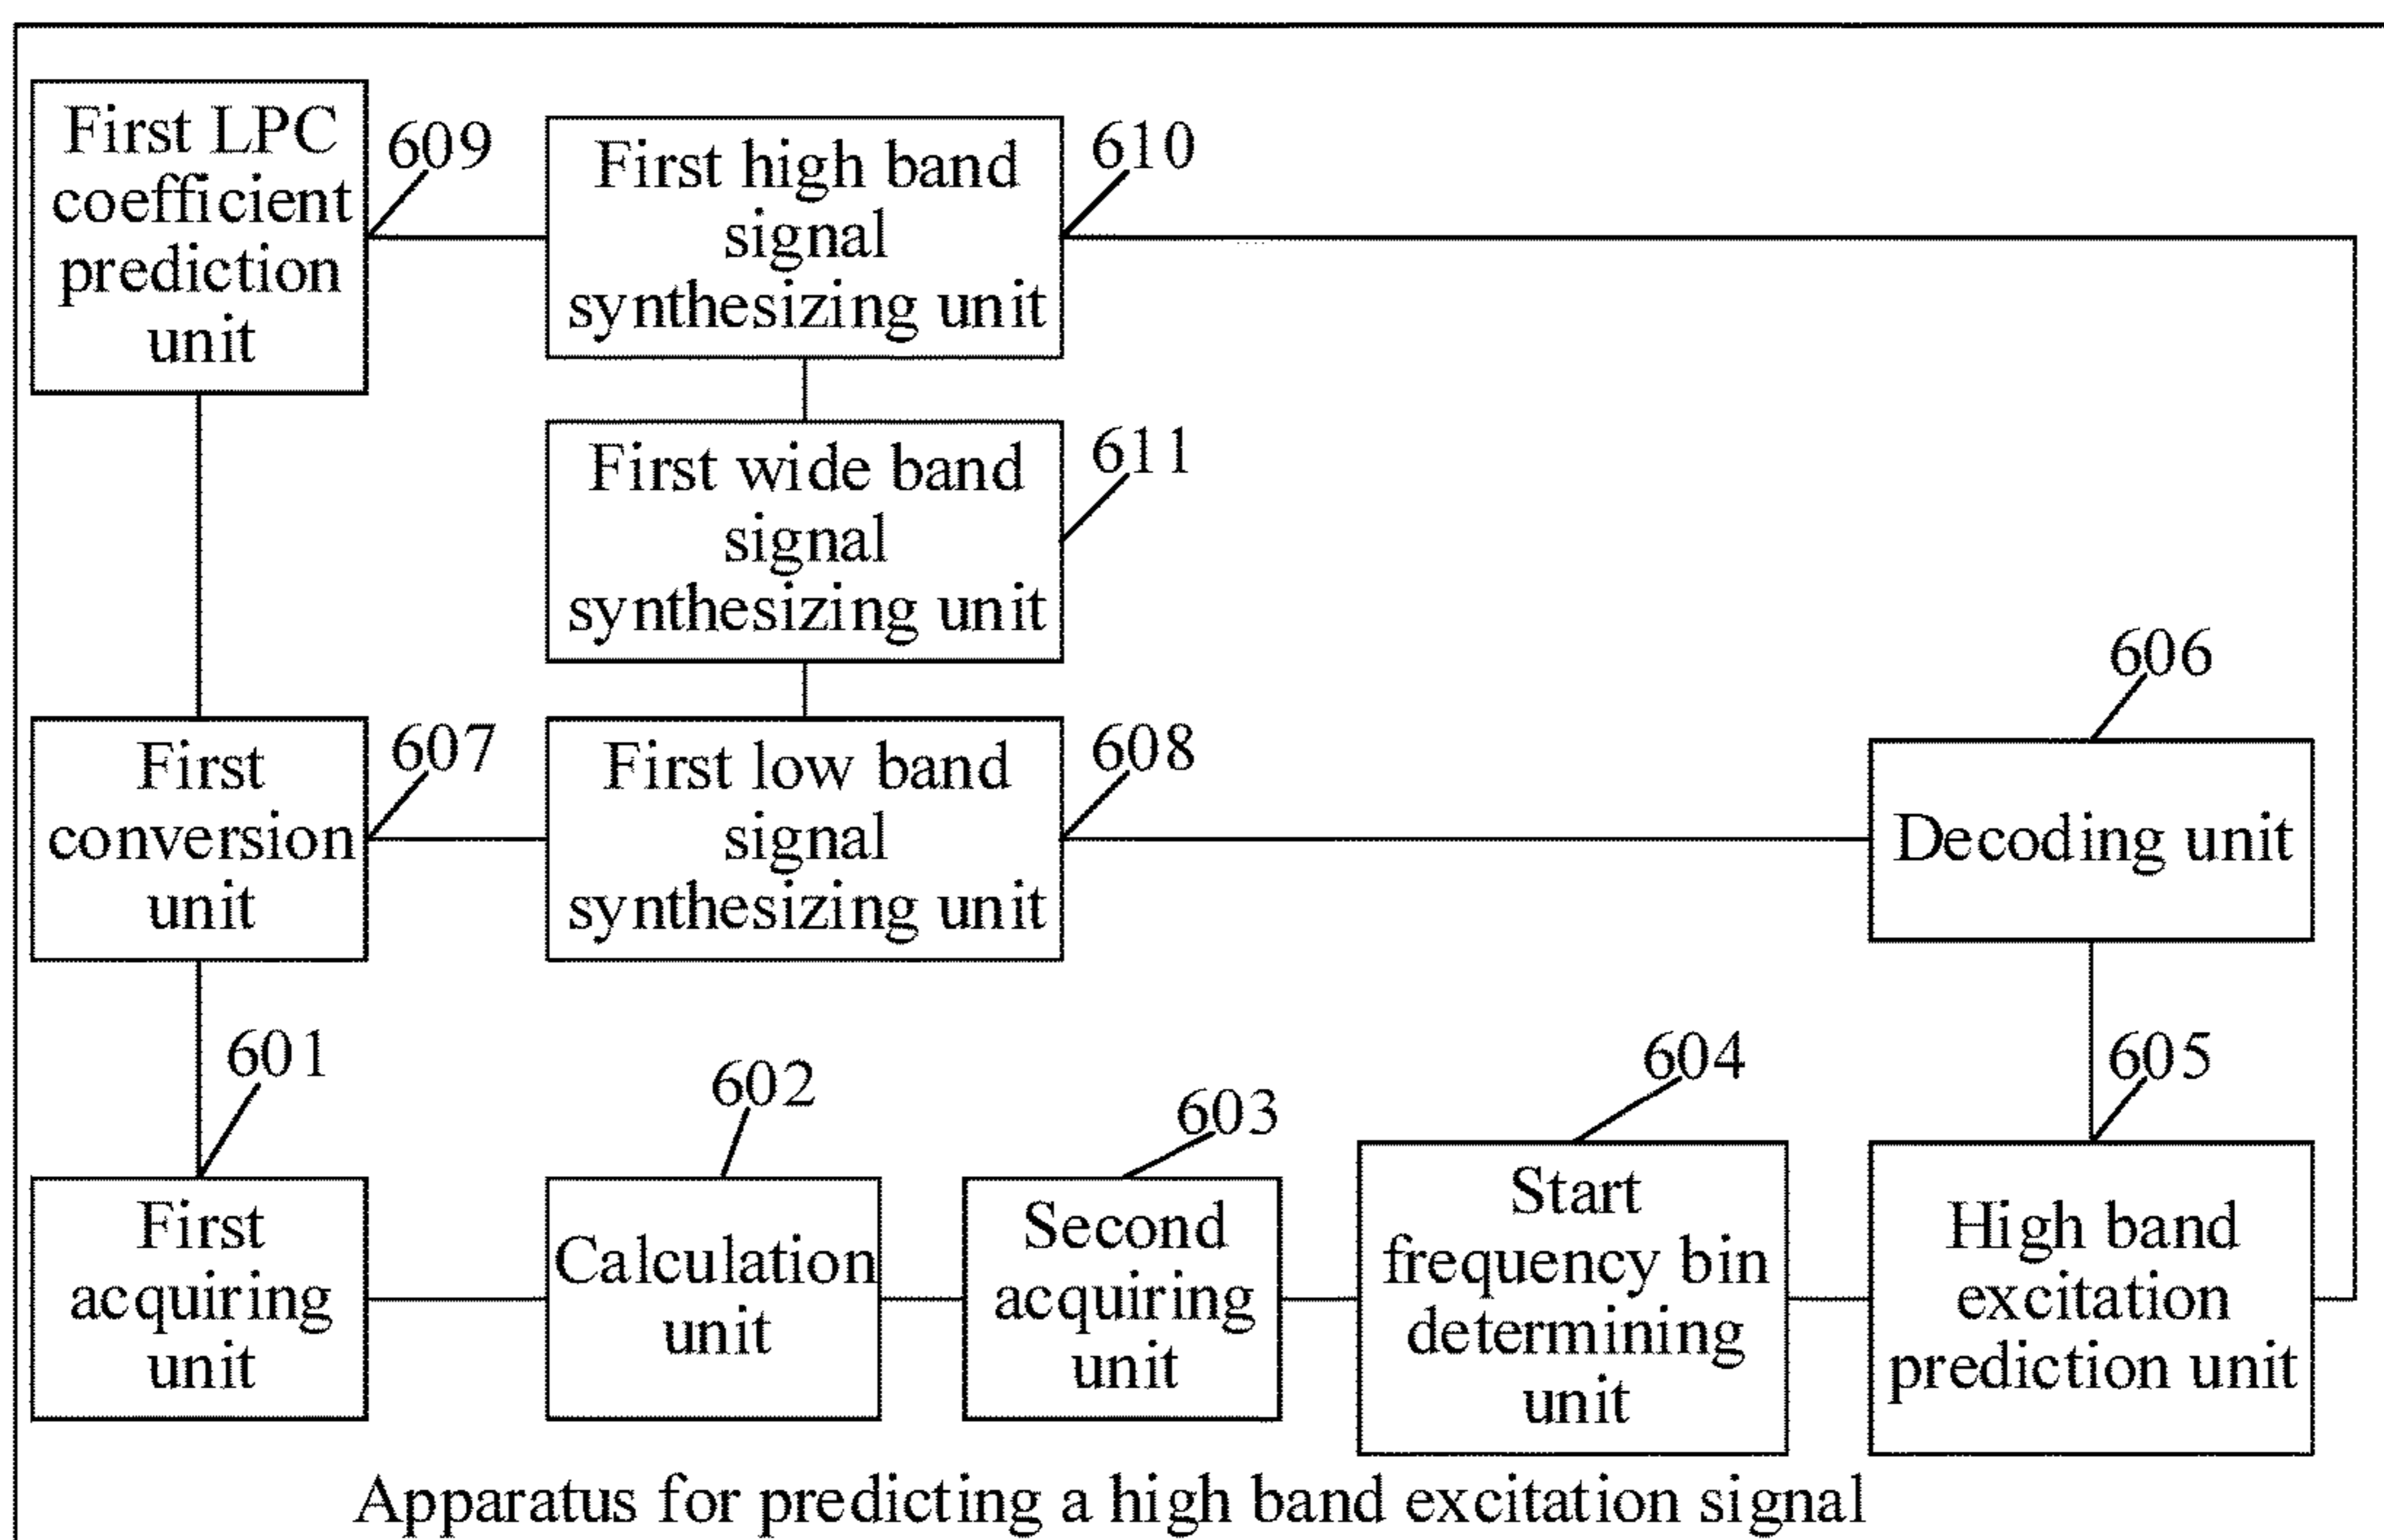 First LPC
coefficient
prediction
unit
609
First high band
signal
synthesizing unit
610
First wide band
signal
synthesizing unit
611
606
First
conversion
unit
607
First low band
signal
synthesizing unit
608
Decoding unit
601
602
603
604
605
First
acquiring
unit
Calculation
unit
Second
acquiring
unit
Start
frequency bin
determining
unit
High band
excitation
prediction unit
Apparatus for predicting a high band excitation signal